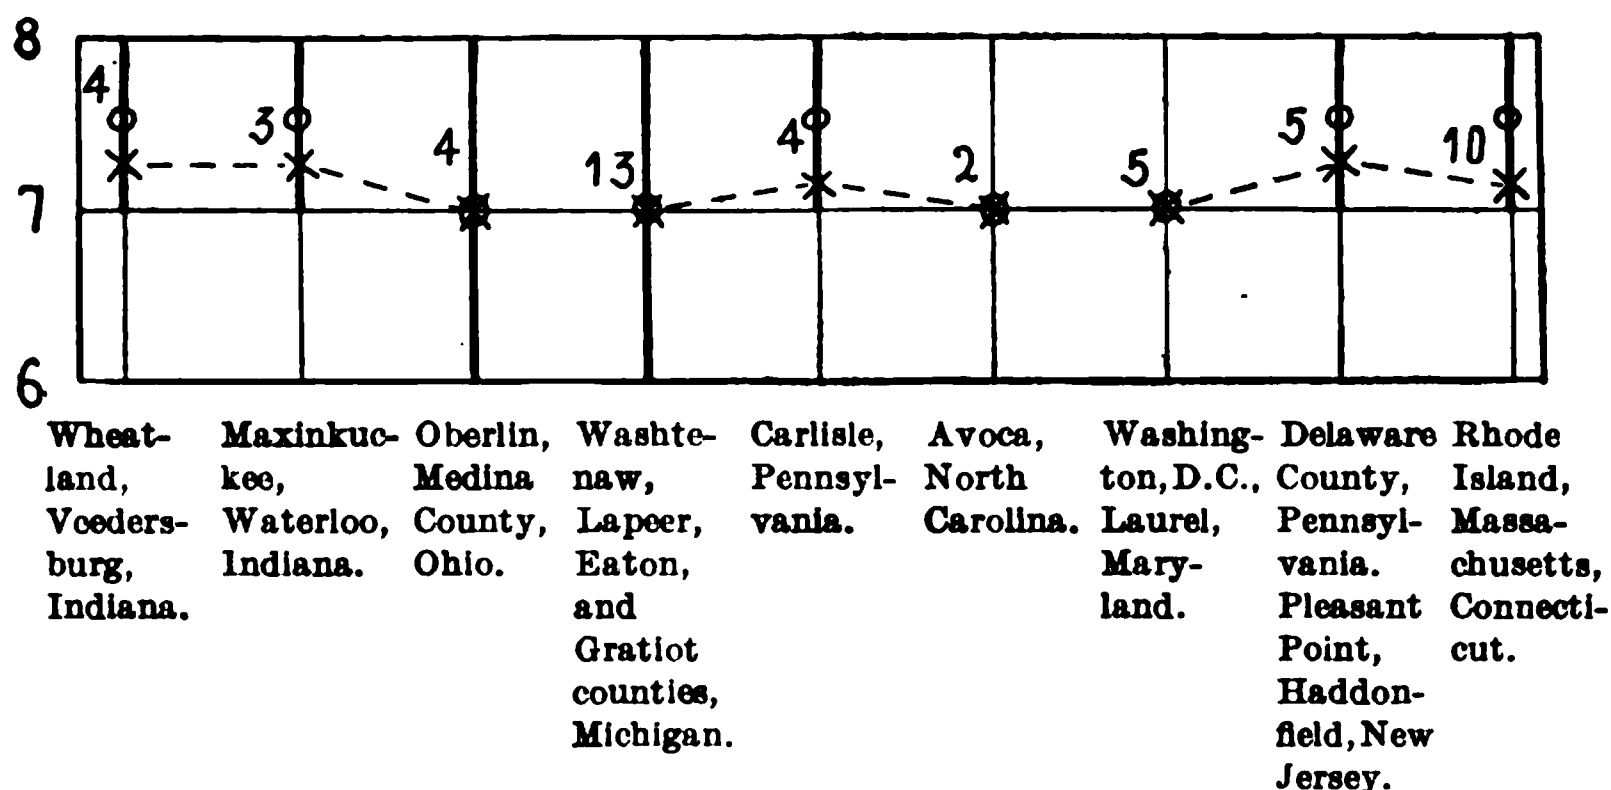 8
4
3
4
13
4
2
5
5
10
7
6
Wheat-
land,
Veeders-
burg,
Indiana.
Maxinkuc-
kee,
Waterloo,
Indiana.
Oberlin,
Medina
County,
Ohio.
Washte-
naw,
Lapeer,
Eaton,
and
Gratiot
counties,
Michigan.
Carlisle,
Pennsyl-
vania.
Avoca,
North
Carolina.
Washing-
ton, D.C.,
Laurel,
Mary-
land.
Delaware
County,
Pennsyl-
vania.
Pleasant
Point,
Haddon-
field, New
Jersey.
Rhode
Island,
Massa-
chusetts,
Connecti-
cut.